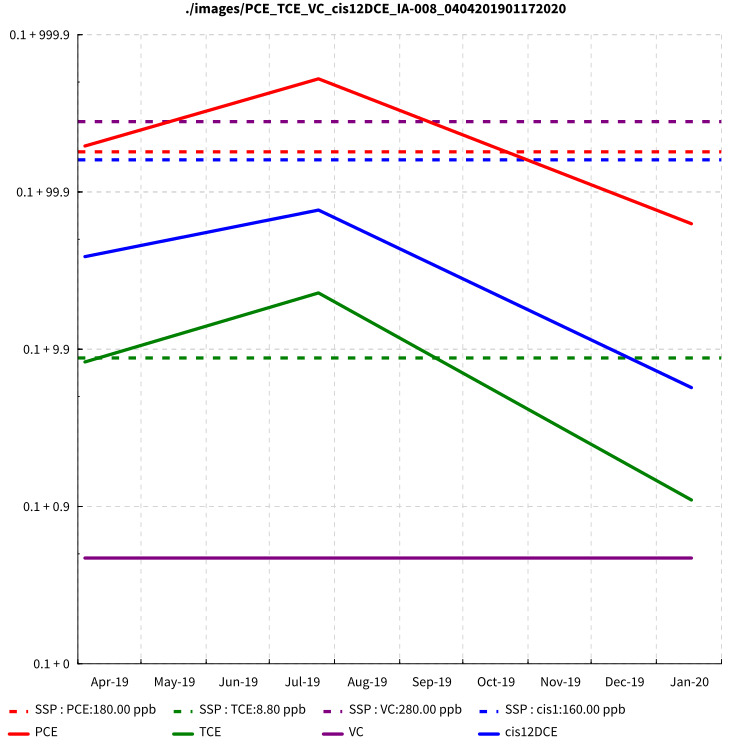 ./images/PCE_TCE_VC_cis12DCE_IA-008_0404201901172020
0.1 + 999.9
0.1 + 99.9
0.1 + 9.9
0.1 + 0.9
0.1 + 0
Apr-19 May-19 Jun-19 Jul-19 Aug-19 Sep-19 Oct-19 Nov-19 Dec-19 Jan-20
SSP : PCE:180.00 ppb SSP : TCE:8.80 ppb SSP : VC:280.00 ppb SSP : cis1:160.00 ppb
PCE TCE VC cis12DCE